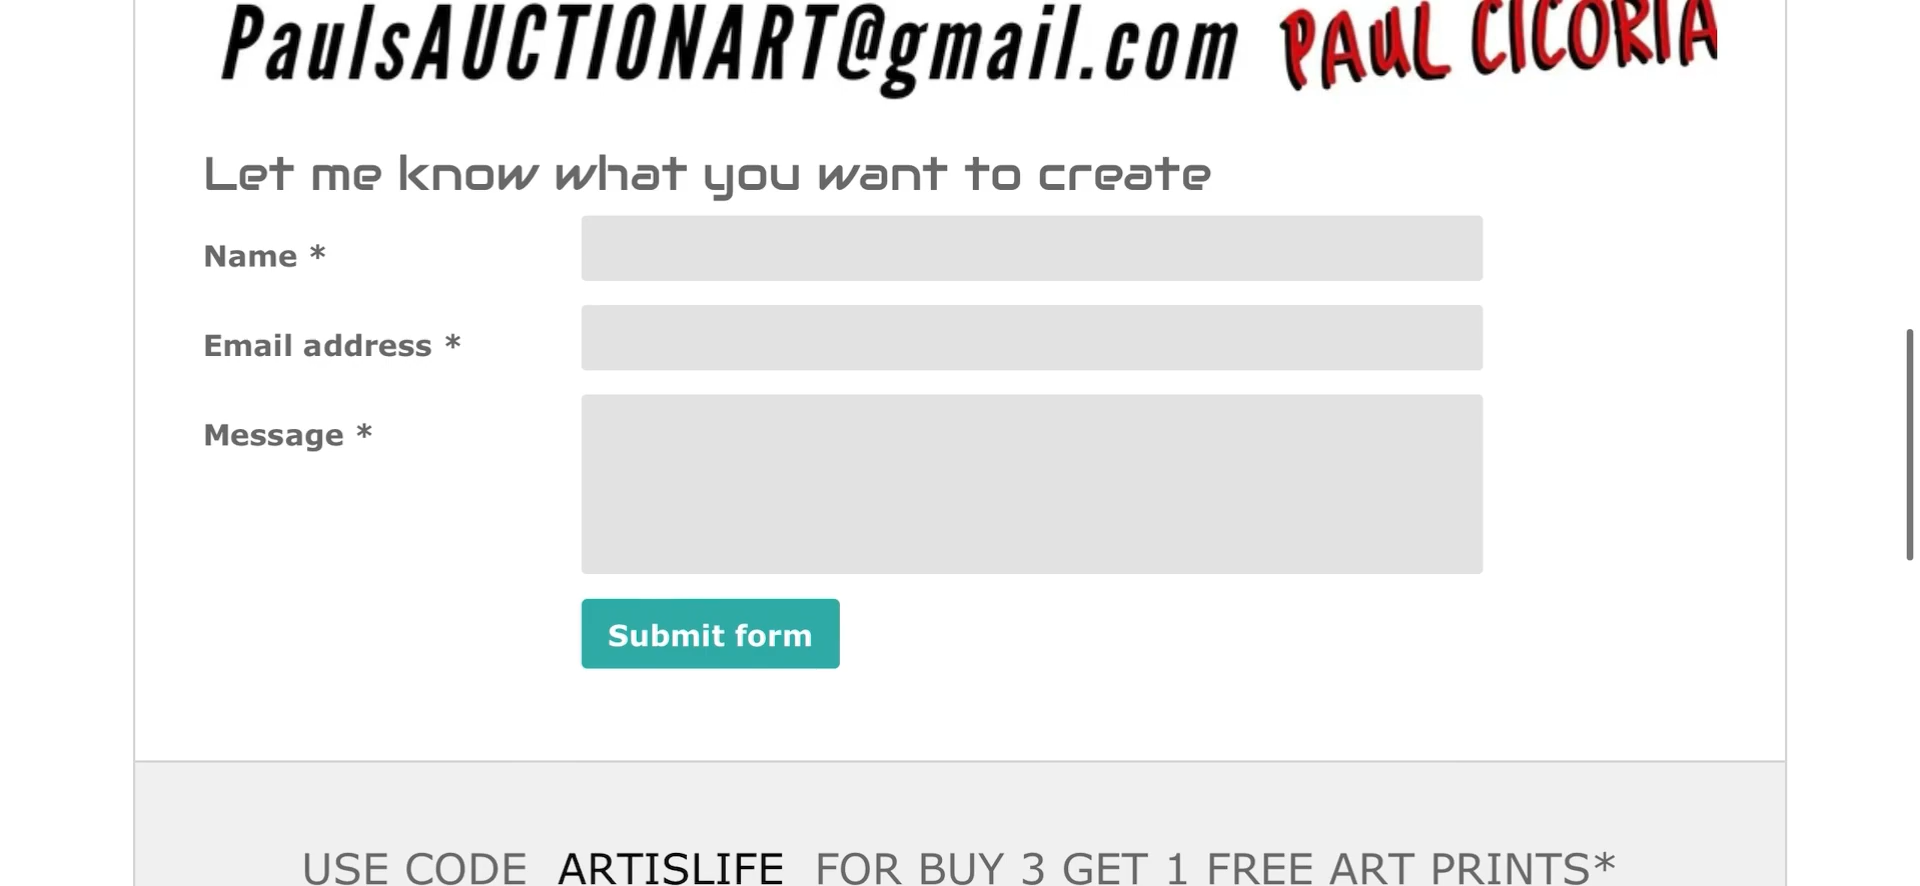 PaulsAUCTIONART@gmail.com PAUL CICORIA
Let me know what you want to create
Name *
Email address *
Message *
Submit form
USE CODE ARTISLIFE FOR BUY 3 GET 1 FREE ART PRINTS*